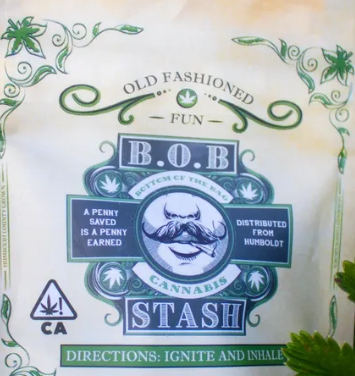 OLD FASHIONED
FUN
B.O.B
BOTTOM OF THE BAG
A PENNY
SAVED
IS A PENNY
EARNED
DISTRIBUTED
FROM
HUMBOLDT
CANNABIS
STASH
CA
DIRECTIONS: IGNITE AND INHALE